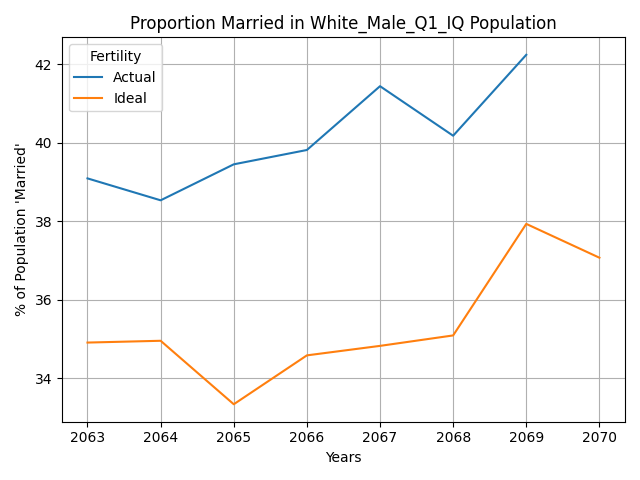 Proportion Married in White_Male_Q1_IQ Population
Fertility
Actual
Ideal
% of Population 'Married'
42
40
38
36
34
2063 2064 2065 2066 2067 2068 2069 2070
Years